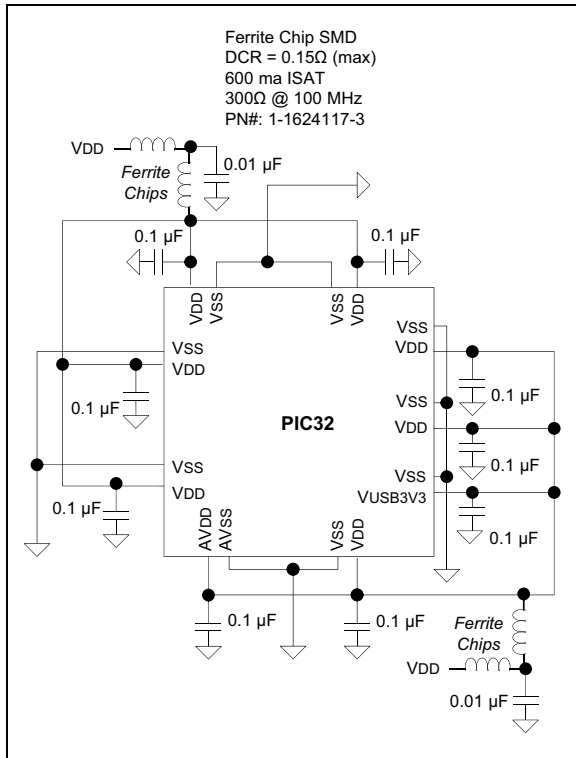 Ferrite Chip SMD
DCR = 0.15Ω (max)
600 ma ISAT
300Ω @ 100 MHz
PN#: 1-1624117-3
VDD
0.01 µF
Ferrite
Chips
0.1 µF
0.1 µF
VDD
VSS
VSS
VDD
VSS
VDD
0.1 µF
VSS
VDD
0.1 µF
PIC32
VSS
VDD
0.1 µF
VSS
VDD
0.1 µF
VSS
VUSB3V3
0.1 µF
AVDD
AVSS
VSS
VDD
0.1 µF
0.1 µF
Ferrite
Chips
VDD
0.01 µF